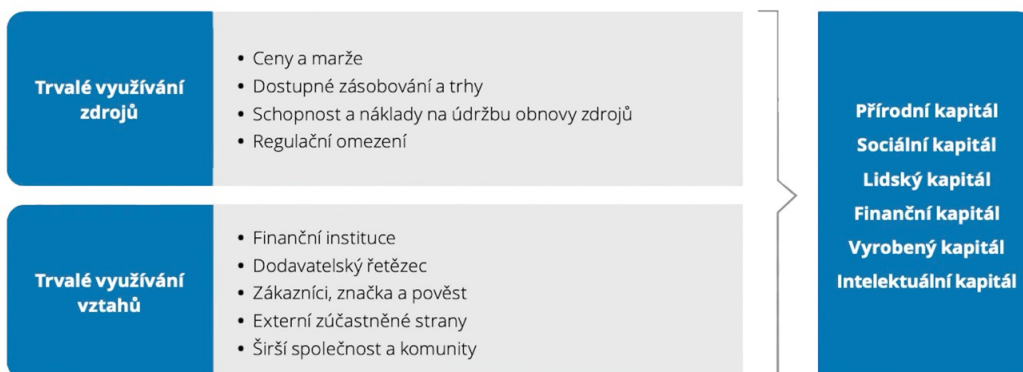 Trvalé využívání
zdrojů
• Ceny a marže
• Dostupné zásobování a trhy
• Schopnost a náklady na údržbu obnovy zdrojů
• Regulační omezení
Trvalé využívání
vztahů
• Finanční instituce
• Dodavatelský řetězec
• Zákazníci, značka a pověst
• Externí zúčastněné strany
• Širší společnost a komunity
Přírodní kapitál
Sociální kapitál
Lidský kapitál
Finanční kapitál
Vyrobený kapitál
Intelektuální kapitál